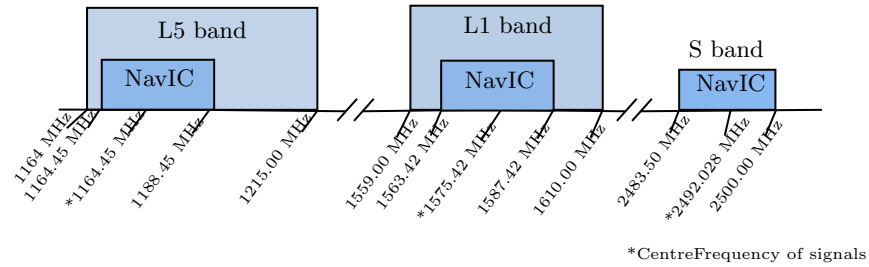 L5 band
L1 band
S band
NavIC
NavIC
NavIC
1164 MHz
1164.45 MHz
*1164.45 MHz
1188.45 MHz
1215.00 MHz
1559.00 MHz
1563.42 MHz
*1575.42 MHz
1587.42 MHz
1610.00 MHz
2483.50 MHz
*2492.028 MHz
2500.00 MHz
*CentreFrequency of signals